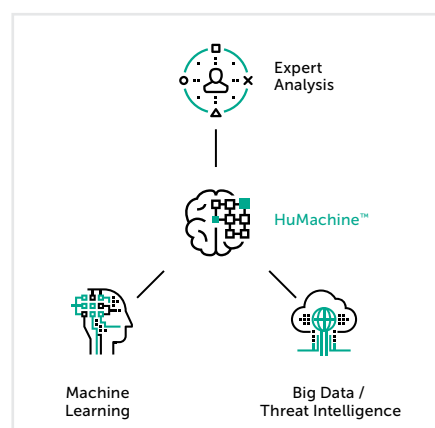 Expert
Analysis
HuMachine™
Machine
Learning
Big Data /
Threat Intelligence